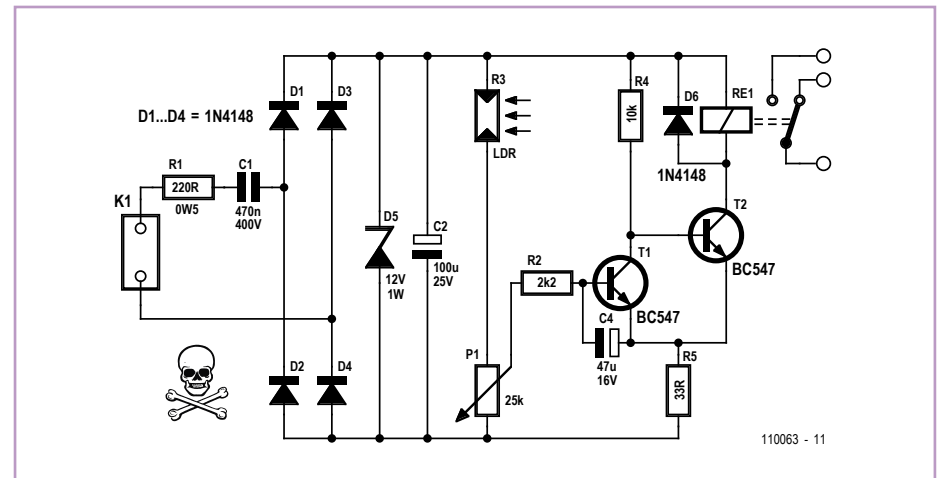 D1
D3
R3
R4
D6
RE1
D1...D4 = 1N4148
10k
LDR
1N4148
R1
C1
K1
220R
0W5
470n
400V
D5
C2
T2
12V
1W
100u
25V
R2
T1
2k2
BC547
C4
BC547
D2
D4
P1
47u
16V
R5
25k
33R
110063 - 11